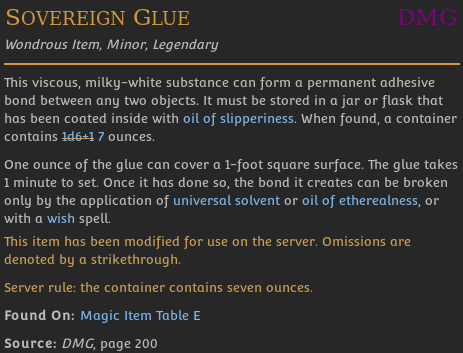 Sovereign Glue DMG
Wondrous Item, Minor, Legendary
This viscous, milky-white substance can form a permanent adhesive
bond between any two objects. It must be stored in a jar or flask that
has been coated inside with oil of slipperiness. When found, a container
contains 1d6+1 7 ounces.
One ounce of the glue can cover a 1-foot square surface. The glue takes
1 minute to set. Once it has done so, the bond it creates can be broken
only by the application of universal solvent or oil of etherealness, or
with a wish spell.
This item has been modified for use on the server. Omissions are
denoted by a strikethrough.
Server rule: the container contains seven ounces.
Found On: Magic Item Table E
Source: DMG, page 200